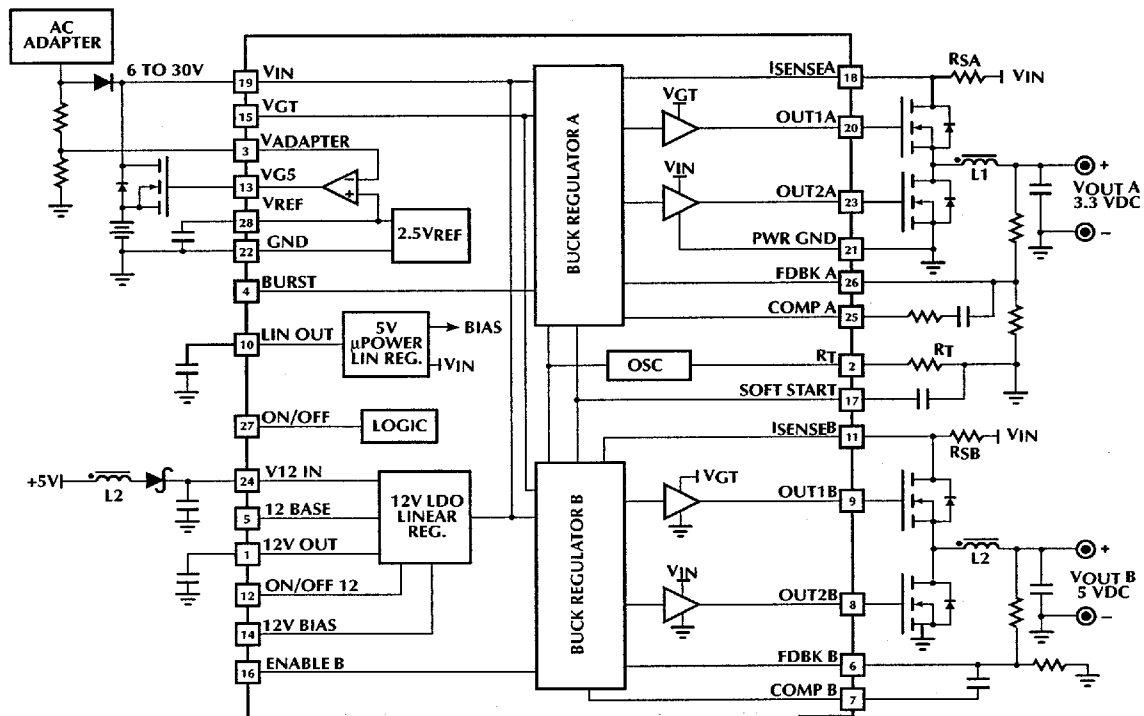 AC
ADAPTER
6 TO 30V
19 VIN
15 VGT
3 VADAPTER
13 VG5
28 VREF
22 GND
2.5VREF
4 BURST
10 LIN OUT
5V
µPOWER
LIN REG.
BIAS
VIN
27 ON/OFF
LOGIC
+5V
L2
24 V12 IN
5 12 BASE
1 12V OUT
12 ON/OFF 12
14 12V BIAS
16 ENABLE B
12V LDO
LINEAR
REG.
BUCK REGULATOR A
VGT
VIN
OSC
BUCK REGULATOR B
VGT
VIN
ISENSEA 18
OUT1A 20
OUT2A 23
PWR GND 21
FDBK A 26
COMP A 25
RT 2
SOFT START 17
ISENSEB 11
OUT1B 9
OUT2B 8
FDBK B 6
COMP B 7
RSA
VIN
L1
+
VOUT A
3.3 VDC
−
RT
RSB
VIN
L2
+
VOUT B
5 VDC
−